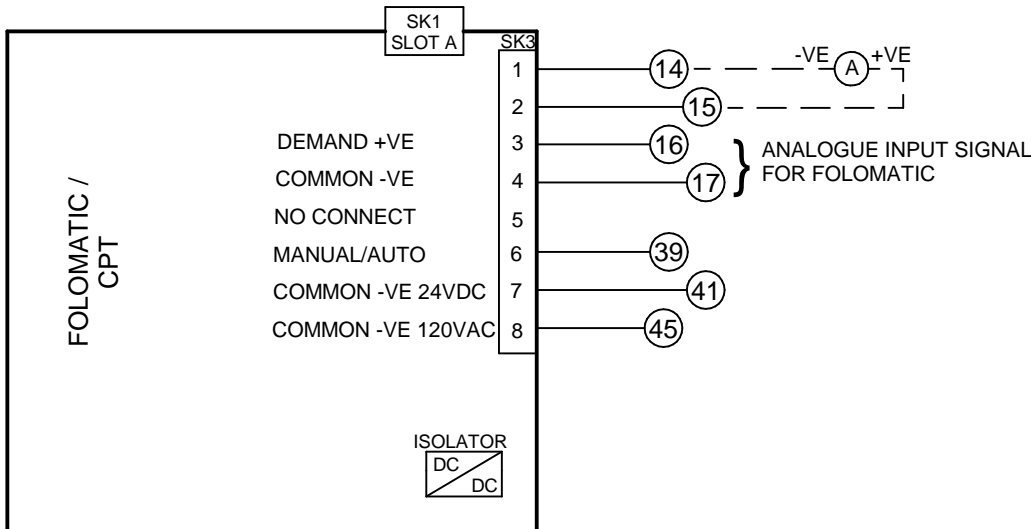 SK1
SLOT A
SK3
1 14 -VE A +VE
2 15
DEMAND +VE 3 16
COMMON -VE 4 17
ANALOGUE INPUT SIGNAL
FOR FOLOMATIC
NO CONNECT 5
MANUAL/AUTO 6 39
COMMON -VE 24VDC 7 41
COMMON -VE 120VAC 8 45
FOLOMATIC /
CPT
ISOLATOR
DC
DC